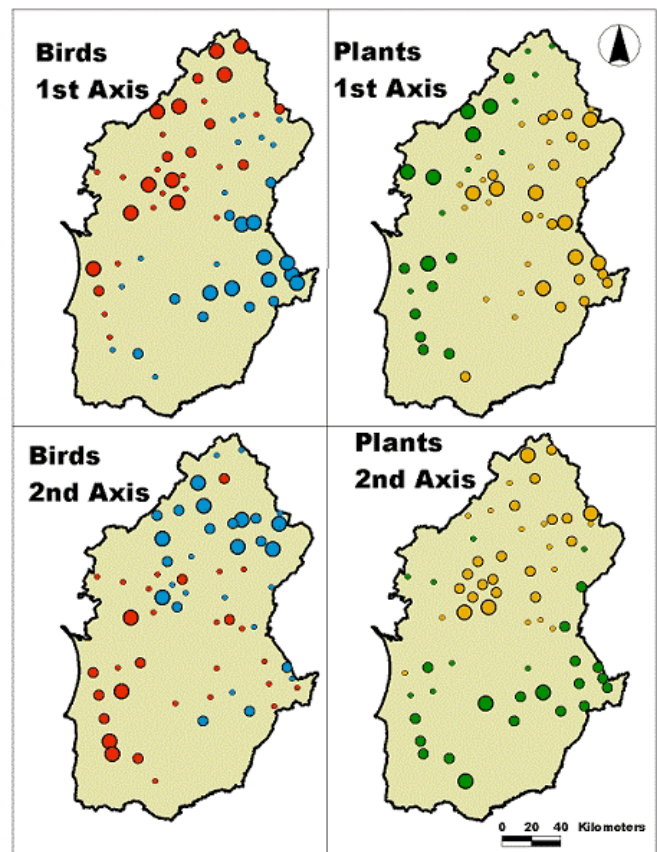 Birds
1st Axis
Plants
1st Axis
Birds
2nd Axis
Plants
2nd Axis
0 20 40 Kilometers